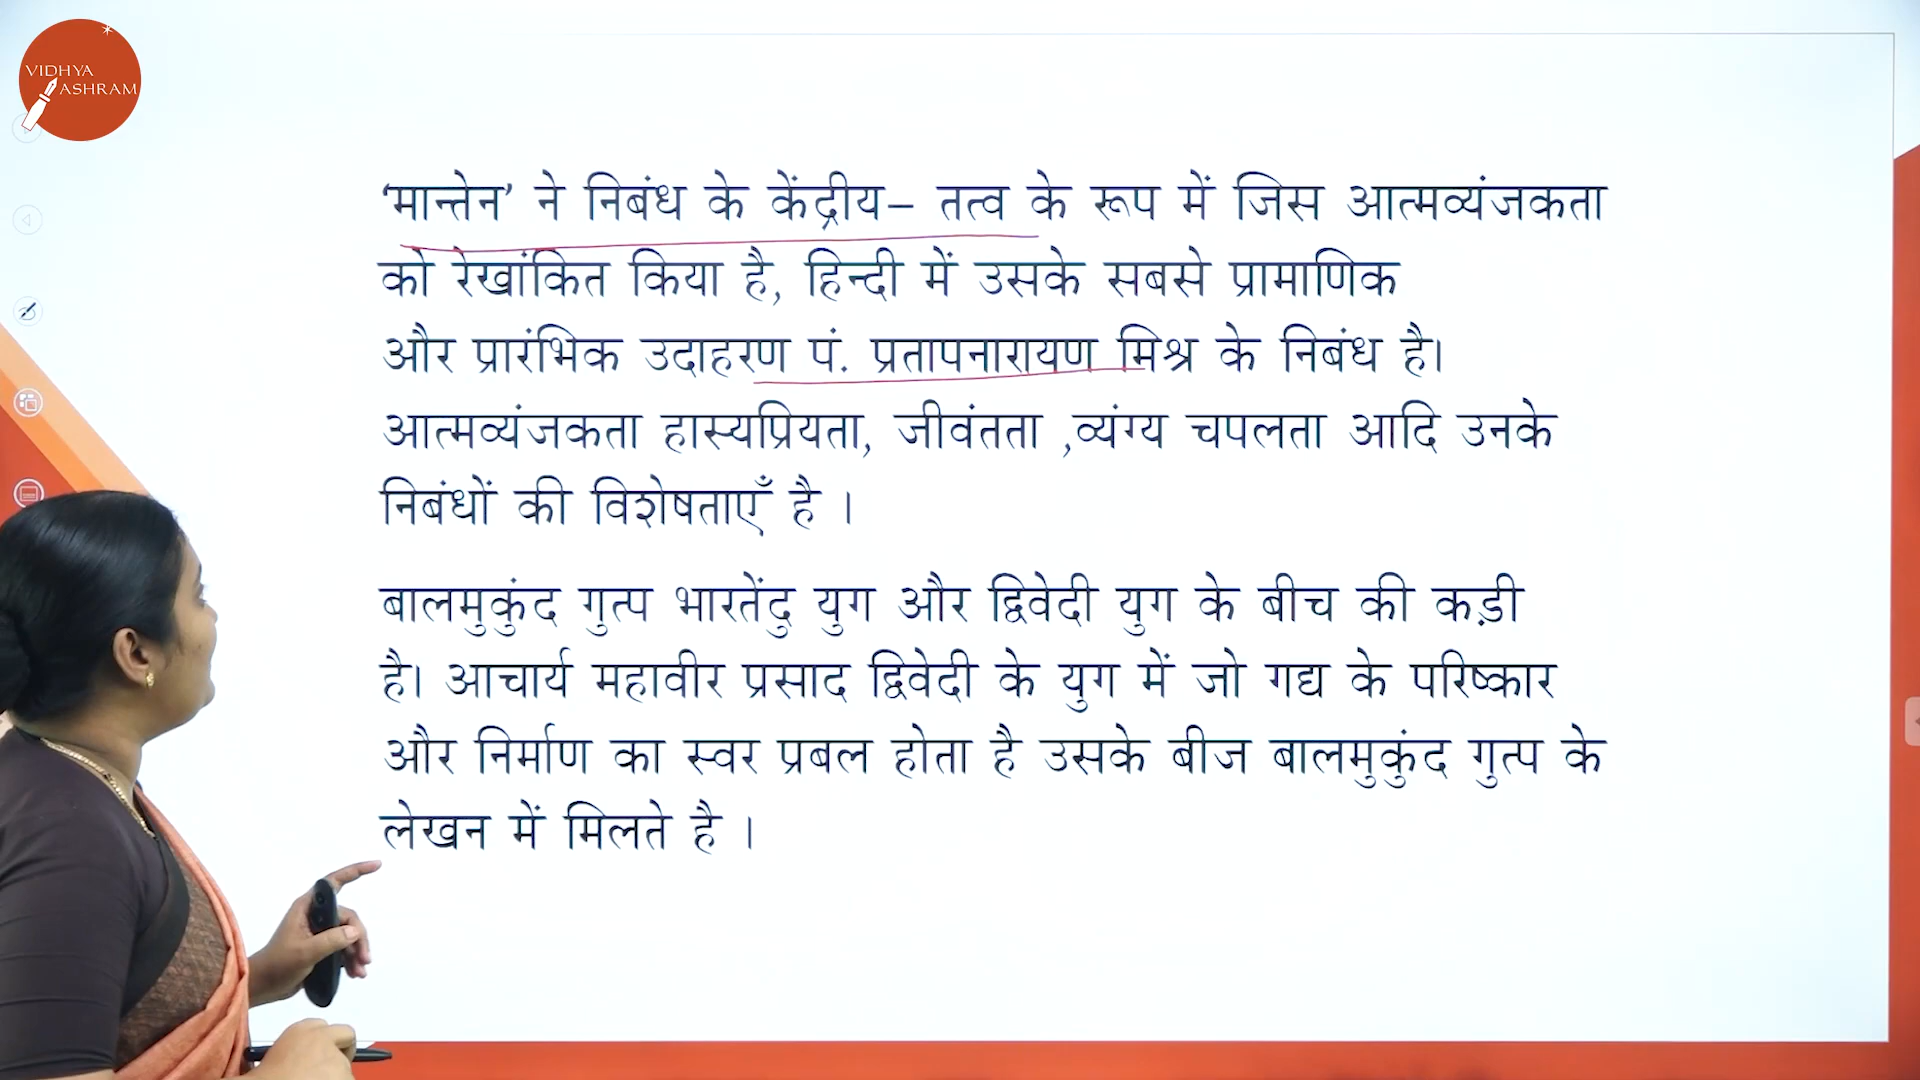 VIDHYA
ASHRAM
‘मान्तेन’ ने निबंध के केंद्रीय– तत्व के रूप में जिस आत्मव्यंजकता
को रेखांकित किया है, हिन्दी में उसके सबसे प्रामाणिक
और प्रारंभिक उदाहरण पं. प्रतापनारायण मिश्र के निबंध है।
आत्मव्यंजकता हास्यप्रियता, जीवंतता ,व्यंग्य चपलता आदि उनके
निबंधों की विशेषताएँ है ।
बालमुकुंद गुत्प भारतेंदु युग और द्विवेदी युग के बीच की कड़ी
है। आचार्य महावीर प्रसाद द्विवेदी के युग में जो गद्य के परिष्कार
और निर्माण का स्वर प्रबल होता है उसके बीज बालमुकुंद गुत्प के
लेखन में मिलते है ।